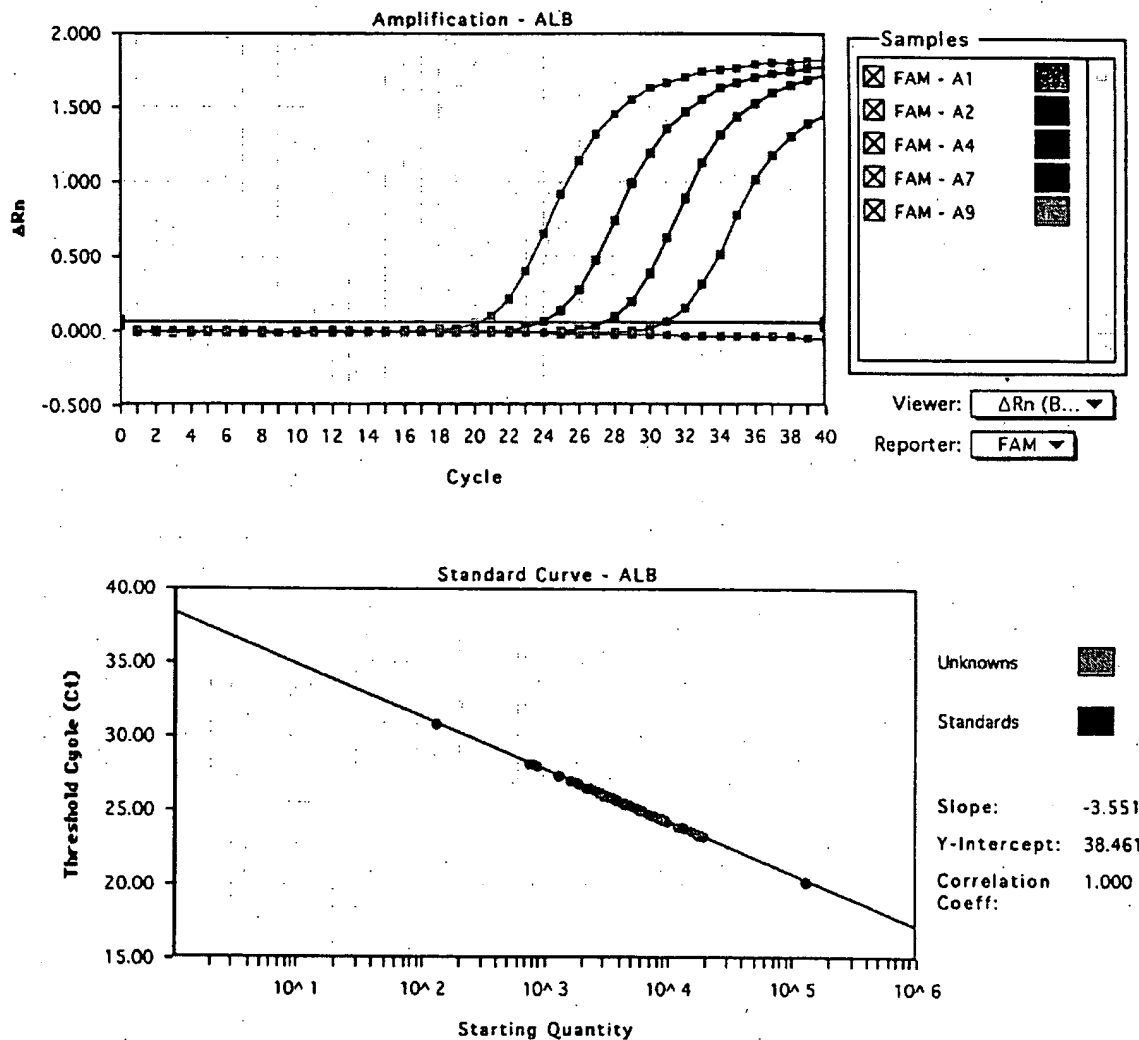 Amplification - ALB
2.000
1.500
1.000
0.500
0.000
-0.500
ΔRn
0 2 4 6 8 10 12 14 16 18 20 22 24 26 28 30 32 34 36 38 40
Cycle
Samples
FAM - A1
FAM - A2
FAM - A4
FAM - A7
FAM - A9
Viewer: ΔRn (B...
Reporter: FAM
Standard Curve - ALB
40.00
35.00
30.00
25.00
20.00
15.00
Threshold Cycle (Ct)
10^1 10^2 10^3 10^4 10^5 10^6
Starting Quantity
Unknowns
Standards
Slope: -3.551
Y-Intercept: 38.461
Correlation 1.000
Coeff: